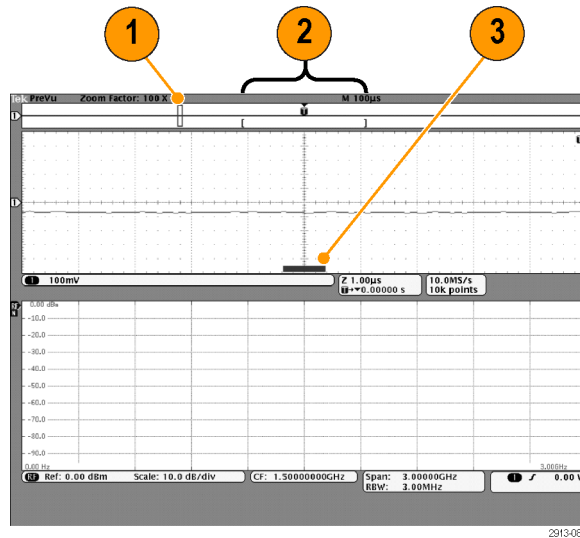 1 2 3
Tek PreVu Zoom Factor: 100 X M 100µs
T
1
[ ]
1
1 100mV
Z 1.00µs 10.0MS/s
T→▼0.00000 s 10k points
RF 0.00 dBm
N
-10.0
-20.0
-30.0
-40.0
-50.0
-60.0
-70.0
-80.0
-90.0
0.00 Hz 3.00GHz
RF Ref: 0.00 dBm Scale: 10.0 dB/div CF: 1.50000000GHz Span: 3.00000GHz 1 0.00 V
RBW: 3.00MHz
2913-08